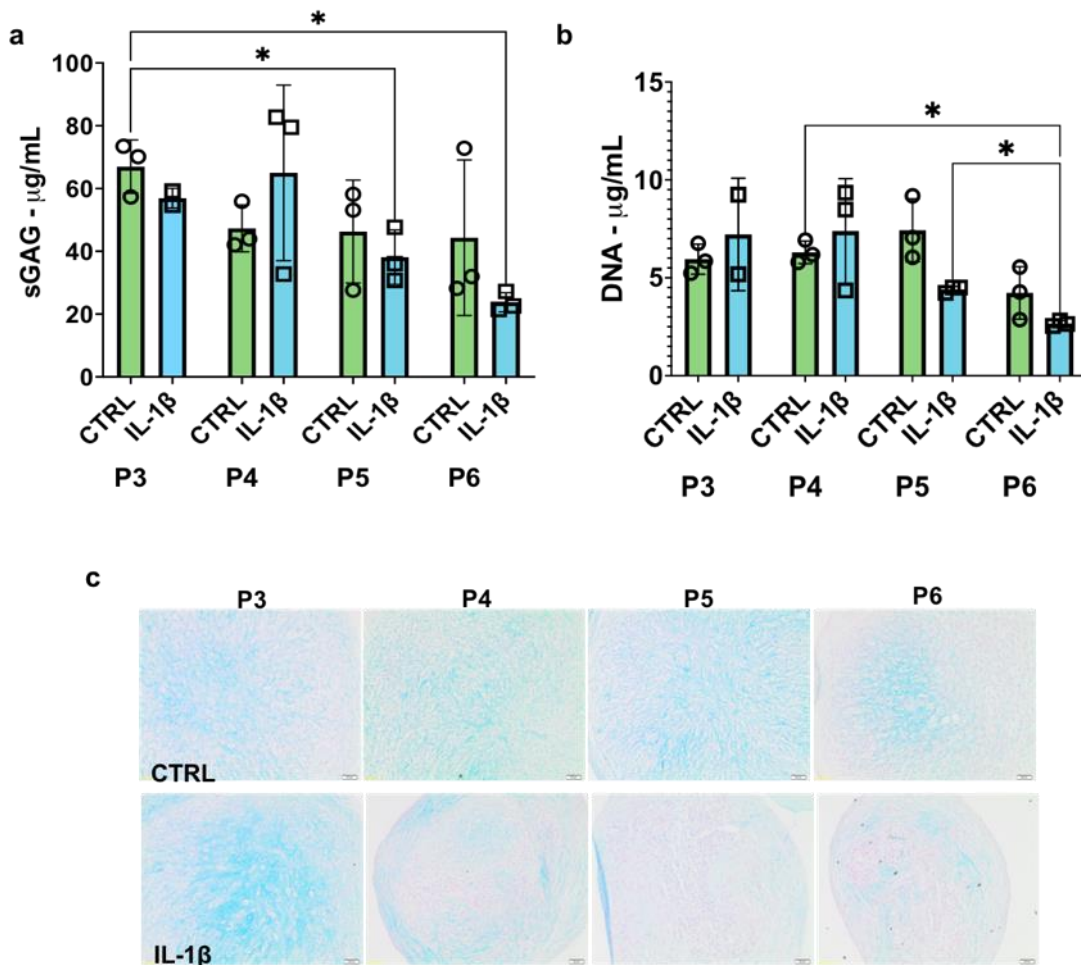 a
*
*
sGAG - μg/mL
100
80
60
40
20
0
CTRL IL-1β CTRL IL-1β CTRL IL-1β CTRL IL-1β
P3 P4 P5 P6
b
*
*
DNA - μg/mL
15
10
5
0
CTRL IL-1β CTRL IL-1β CTRL IL-1β CTRL IL-1β
P3 P4 P5 P6
c
P3 P4 P5 P6
CTRL
IL-1β